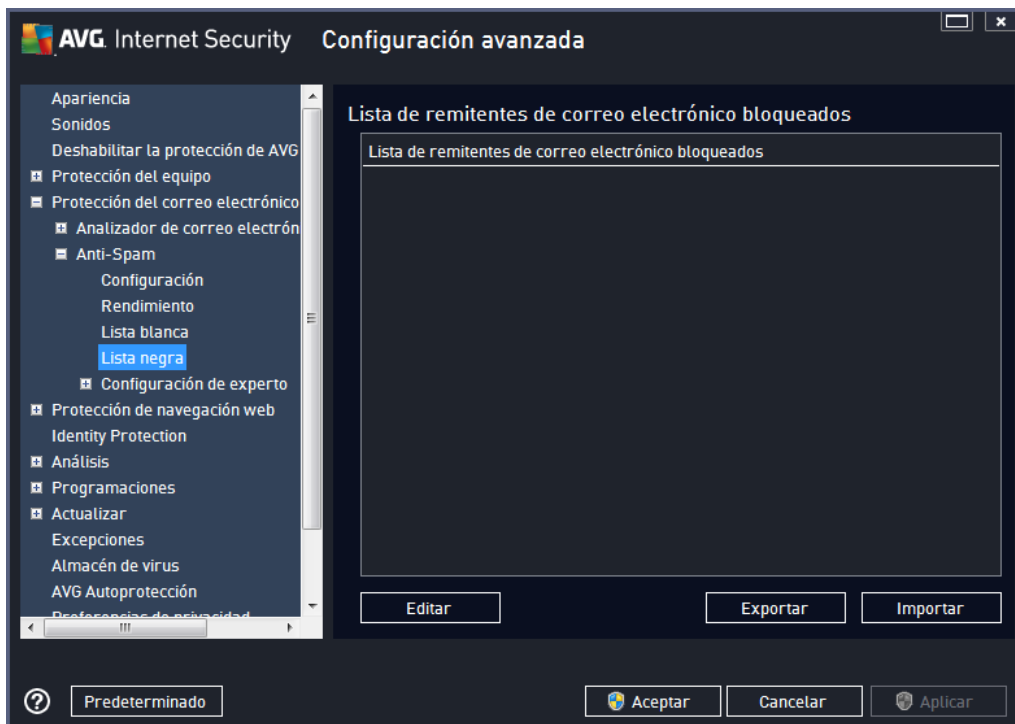 AVG. Internet Security Configuración avanzada
Apariencia
Sonidos
Deshabilitar la protección de AVG
Protección del equipo
Protección del correo electrónico
Analizador de correo electrón
Anti-Spam
Configuración
Rendimiento
Lista blanca
Lista negra
Configuración de experto
Protección de navegación web
Identity Protection
Análisis
Programaciones
Actualizar
Excepciones
Almacén de virus
AVG Autoprotección
Preferencias de privacidad
Lista de remitentes de correo electrónico bloqueados
Lista de remitentes de correo electrónico bloqueados
Editar
Exportar
Importar
Predeterminado
Aceptar
Cancelar
Aplicar